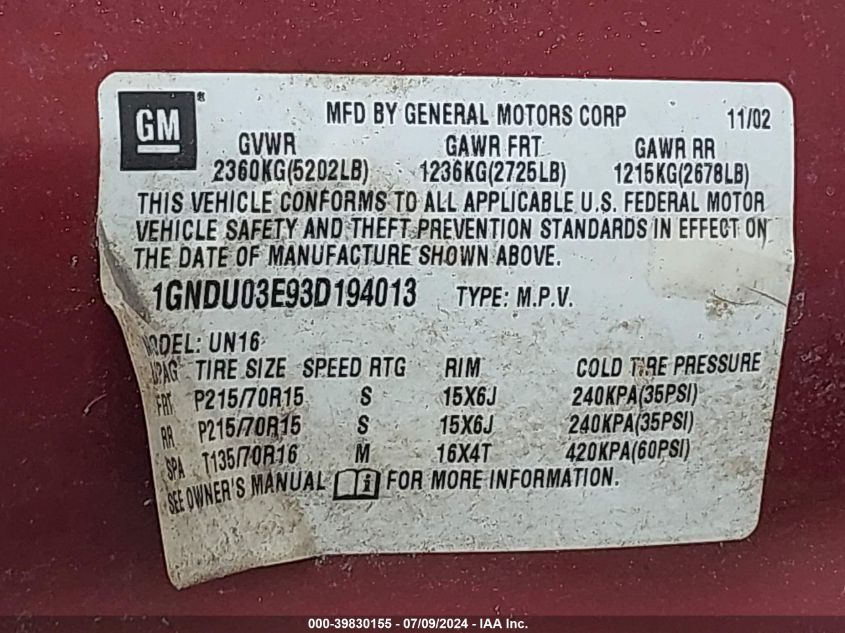 GM ® MFD BY GENERAL MOTORS CORP 11/02
GVWR GAWR FRT GAWR RR
2360KG(5202LB) 1236KG(2725LB) 1215KG(2678LB)
THIS VEHICLE CONFORMS TO ALL APPLICABLE U.S. FEDERAL MOTOR
VEHICLE SAFETY AND THEFT PREVENTION STANDARDS IN EFFECT ON
THE DATE OF MANUFACTURE SHOWN ABOVE.
1GNDU03E93D194013 TYPE: M.P.V.
MODEL: UN16
TIRE SIZE SPEED RTG RIM COLD TIRE PRESSURE
FRT P215/70R15 S 15X6J 240KPA(35PSI)
RR P215/70R15 S 15X6J 240KPA(35PSI)
SPA T135/70R16 M 16X4T 420KPA(60PSI)
SEE OWNER'S MANUAL i FOR MORE INFORMATION.
000-39830155 - 07/09/2024 - IAA Inc.